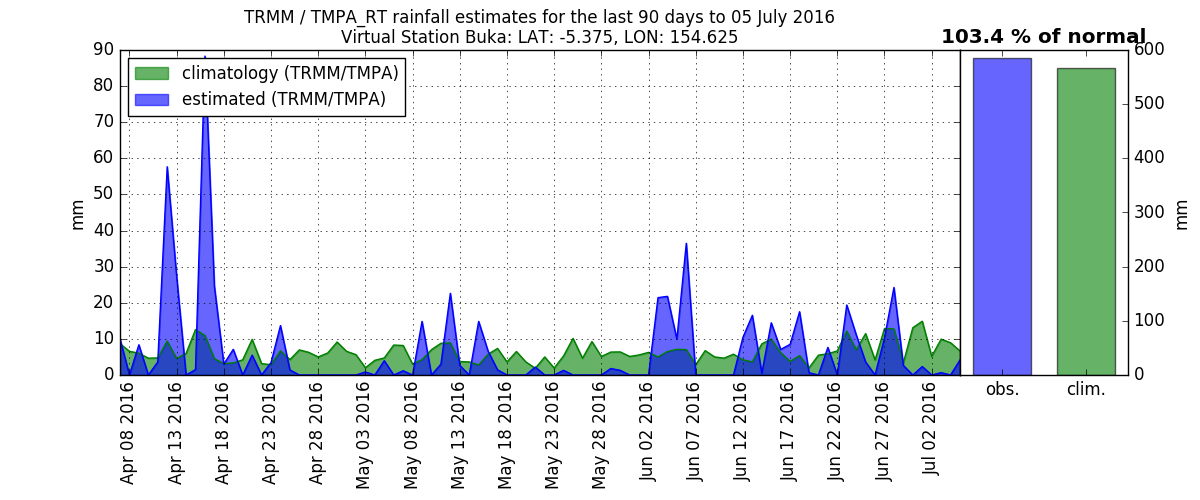 TRMM / TMPA_RT rainfall estimates for the last 90 days to 05 July 2016
Virtual Station Buka: LAT: -5.375, LON: 154.625
103.4 % of normal
climatology (TRMM/TMPA)
estimated (TRMM/TMPA)
90
80
70
60
50
40
30
20
10
0
mm
Apr 08 2016
Apr 13 2016
Apr 18 2016
Apr 23 2016
Apr 28 2016
May 03 2016
May 08 2016
May 13 2016
May 18 2016
May 23 2016
May 28 2016
Jun 02 2016
Jun 07 2016
Jun 12 2016
Jun 17 2016
Jun 22 2016
Jun 27 2016
Jul 02 2016
600
500
400
300
200
100
0
mm
obs.
clim.